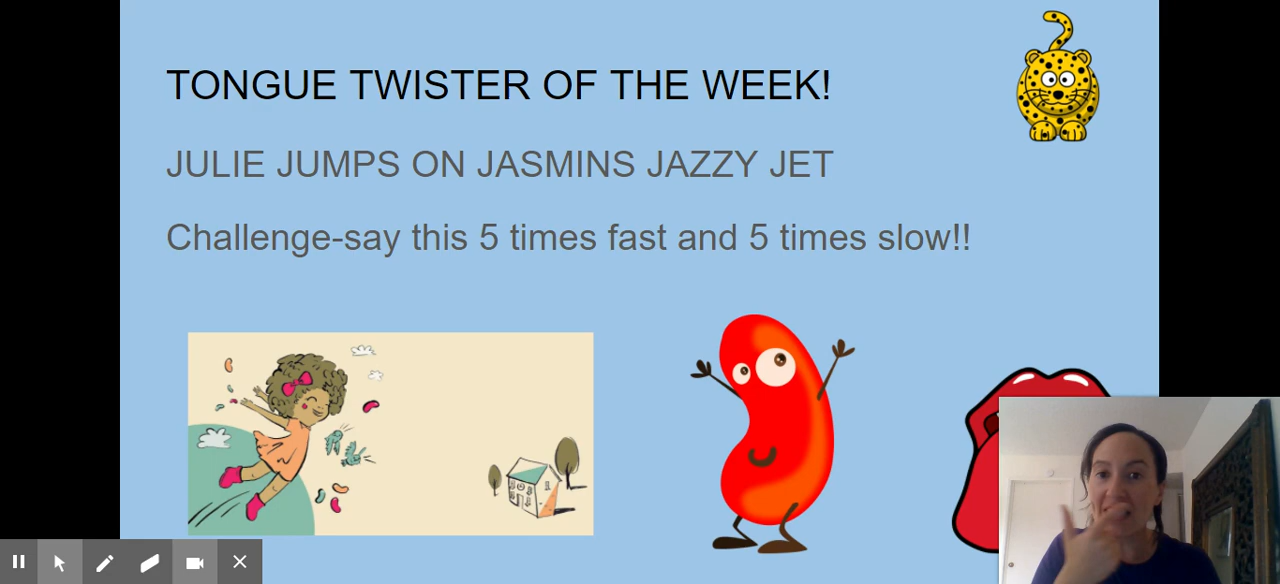 TONGUE TWISTER OF THE WEEK!
JULIE JUMPS ON JASMINS JAZZY JET
Challenge-say this 5 times fast and 5 times slow!!